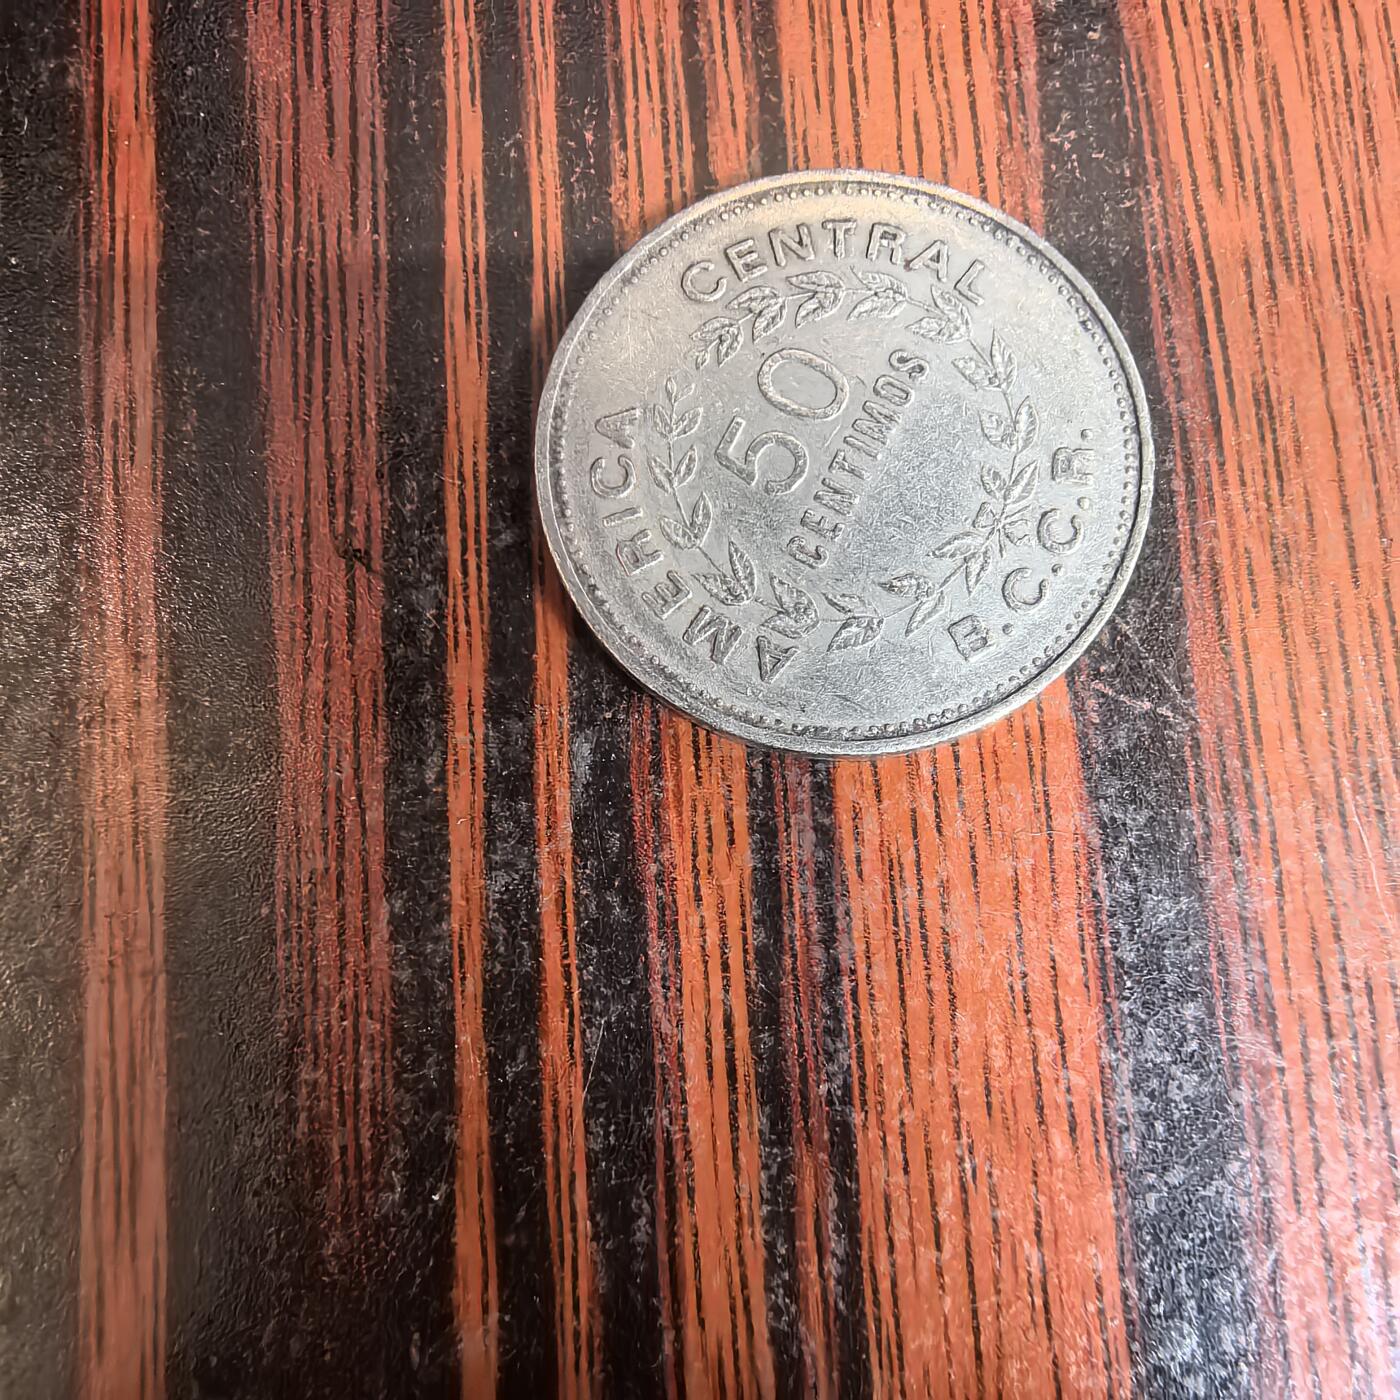 AMERICA CENTRAL
50
CENTIMOS
B.C.C.R.